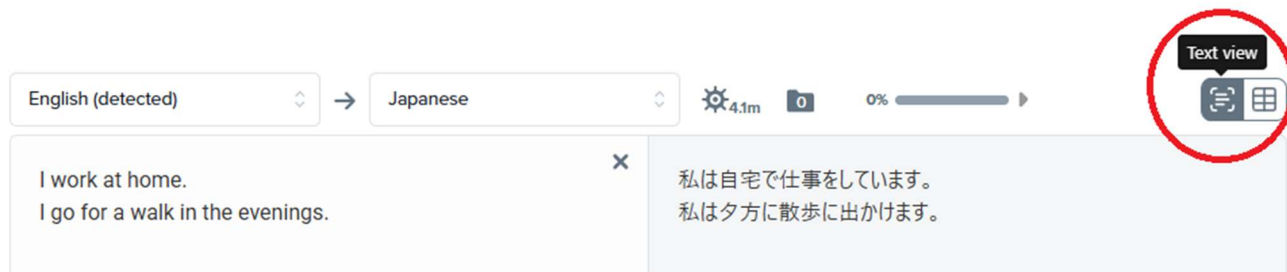 Text view
English (detected) → Japanese 4.1m 0 0%
I work at home.
I go for a walk in the evenings.
私は自宅で仕事をしています。
私は夕方に散歩に出かけます。